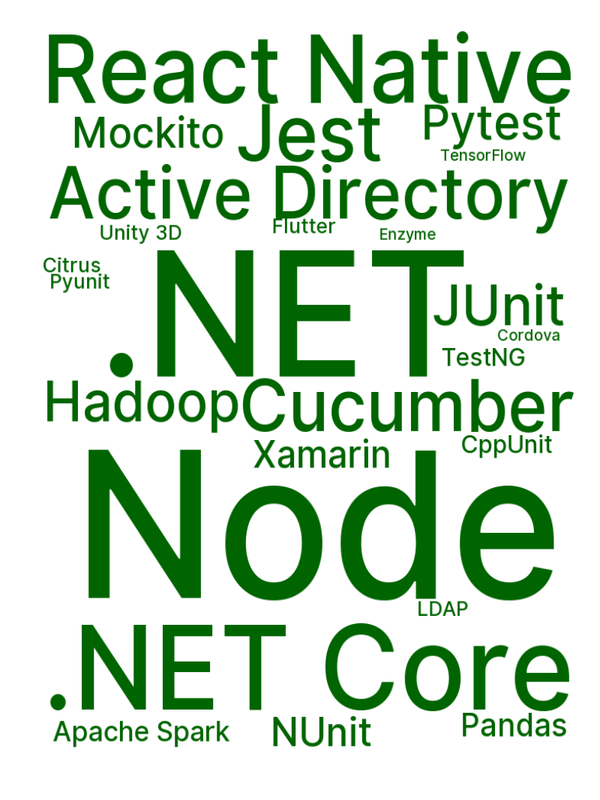 React Native
Mockito Jest Pytest
TensorFlow
Active Directory
Unity 3D Flutter Enzyme
Citrus
Pyunit
.NET
JUnit
Cordova
TestNG
Hadoop Cucumber
Xamarin CppUnit
Node
LDAP
.NET Core
Apache Spark NUnit Pandas